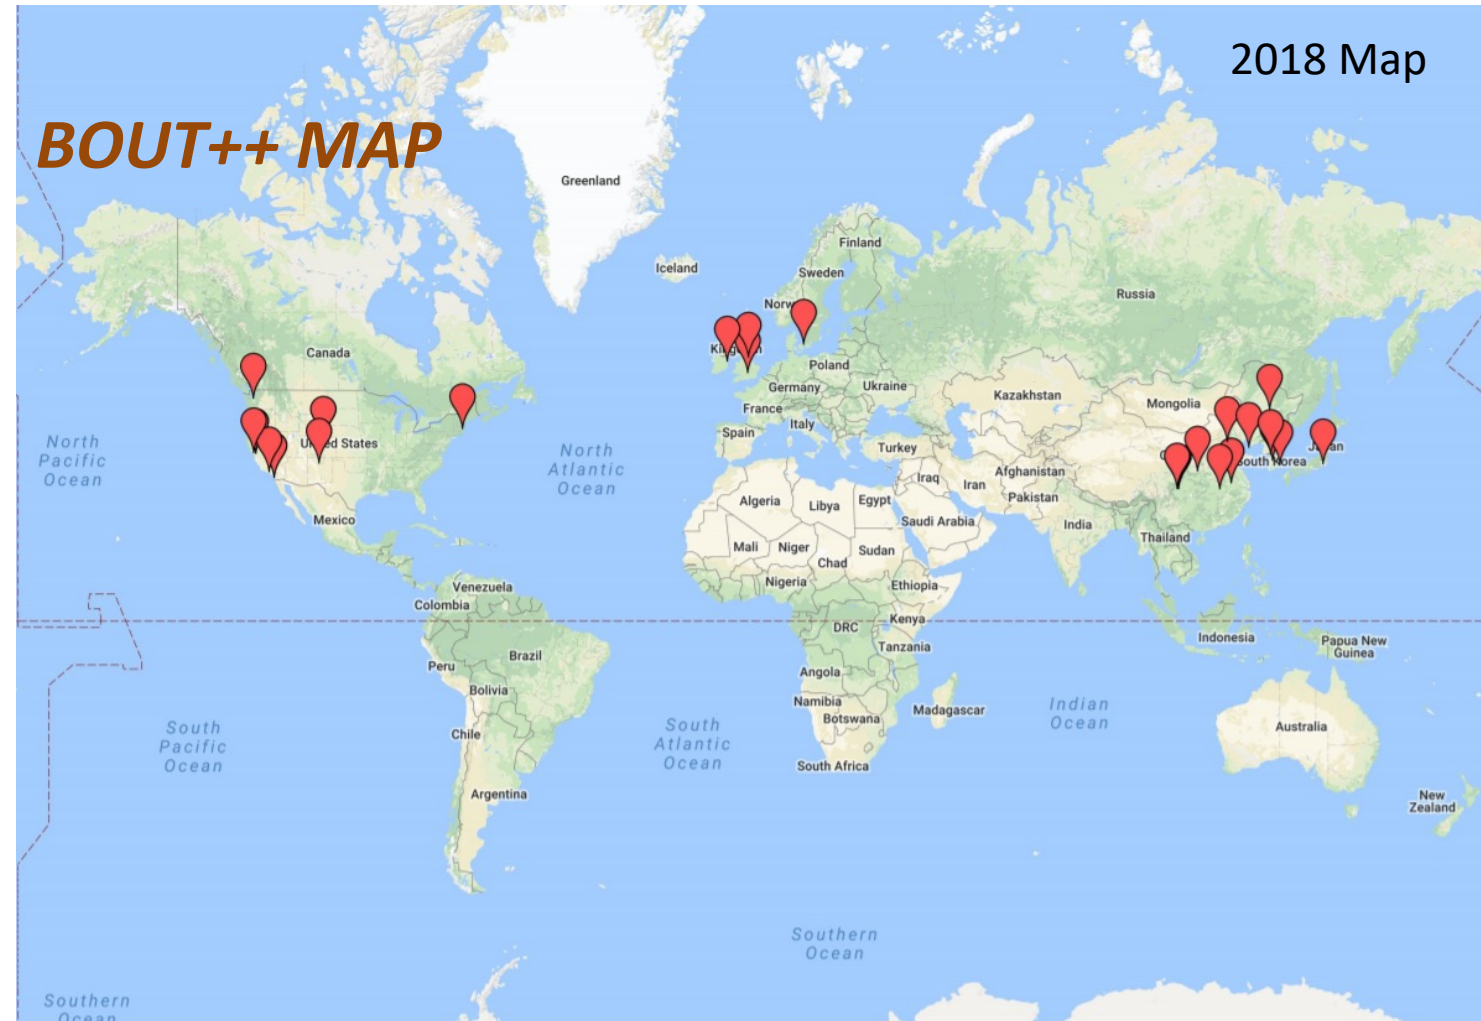 2018 Map
BOUT++ MAP
Greenland
Finland
Iceland
Sweden
Russia
Canada
Poland
Germany
Ukraine
Kazakhstan
Mongolia
France
Italy
Spain
Turkey
North
Pacific
Ocean
North
Atlantic
Ocean
South Korea
Afghanistan
Iraq
Iran
Pakistan
Algeria
Libya
Egypt
Saudi Arabia
India
Thailand
Mexico
Mali
Niger
Chad
Sudan
Nigeria
Ethiopia
Venezuela
Colombia
DRC
Kenya
Tanzania
Indonesia
Papua New
Guinea
Brazil
Peru
Bolivia
Angola
Namibia
Botswana
Madagascar
Indian
Ocean
Australia
South
Pacific
Ocean
South
Atlantic
Ocean
Chile
South Africa
Argentina
New
Zealand
Southern
Ocean
Southern
Ocean